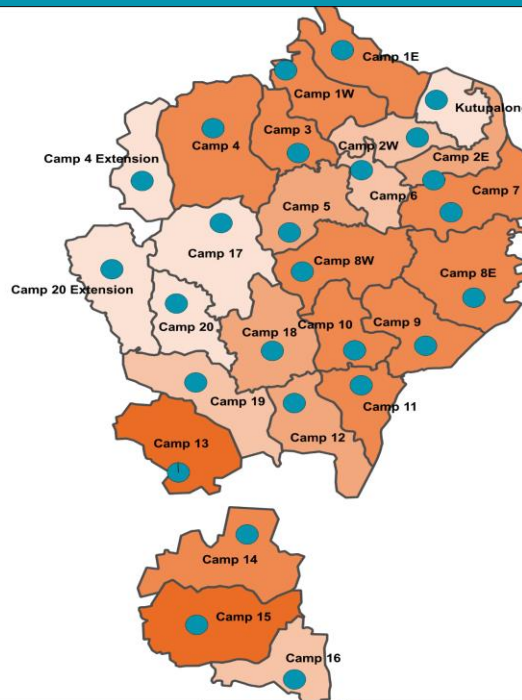 Camp 1E
Camp 1W
Kutupalong
Camp 3
Camp 4
Camp 2W
Camp 2E
Camp 4 Extension
Camp 7
Camp 6
Camp 5
Camp 17
Camp 8W
Camp 8E
Camp 20 Extension
Camp 20
Camp 18
Camp 10
Camp 9
Camp 19
Camp 11
Camp 12
Camp 13
Camp 14
Camp 15
Camp 16